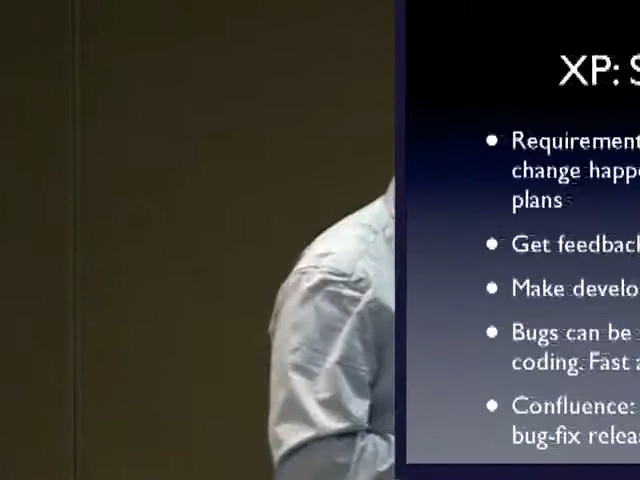 XP: S
• Requirement
change happe
plans
• Get feedback
• Make develo
• Bugs can be
coding. Fast a
• Confluence:
bug-fix relea